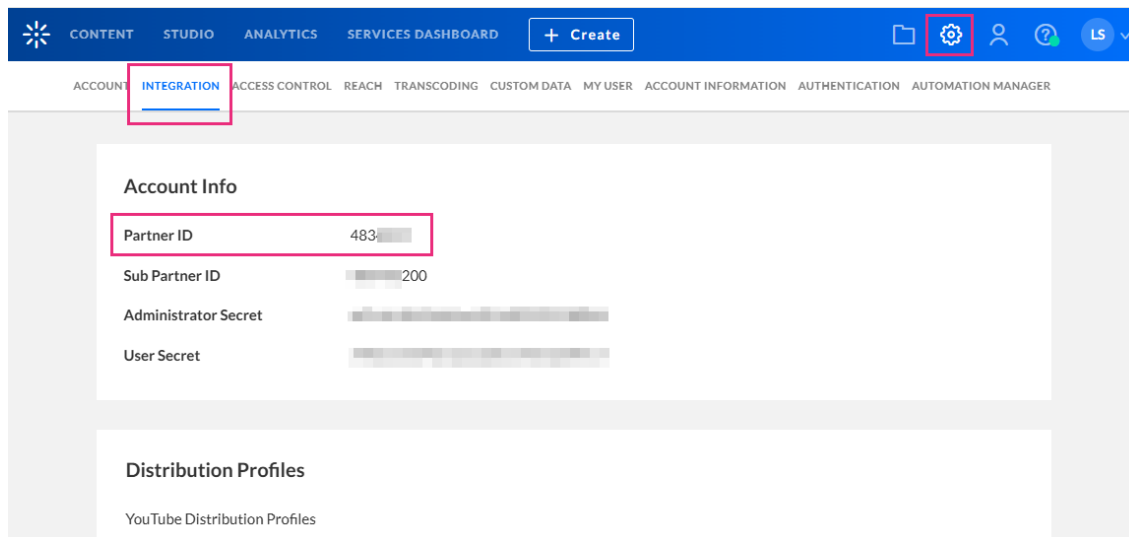 CONTENT STUDIO ANALYTICS SERVICES DASHBOARD + Create LS
ACCOUNT INTEGRATION ACCESS CONTROL REACH TRANSCODING CUSTOM DATA MY USER ACCOUNT INFORMATION AUTHENTICATION AUTOMATION MANAGER
Account Info
Partner ID 483
Sub Partner ID 200
Administrator Secret
User Secret
Distribution Profiles
YouTube Distribution Profiles